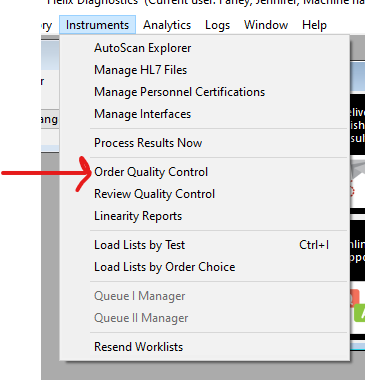 Helix Diagnostics (Current user: Farley, Jennifer, Machine na
ory Instruments Analytics Logs Window Help
AutoScan Explorer
Manage HL7 Files
Manage Personnel Certifications
Manage Interfaces
Process Results Now
Order Quality Control
Review Quality Control
Linearity Reports
Load Lists by Test Ctrl+I
Load Lists by Order Choice
Queue I Manager
Queue II Manager
Resend Worklists